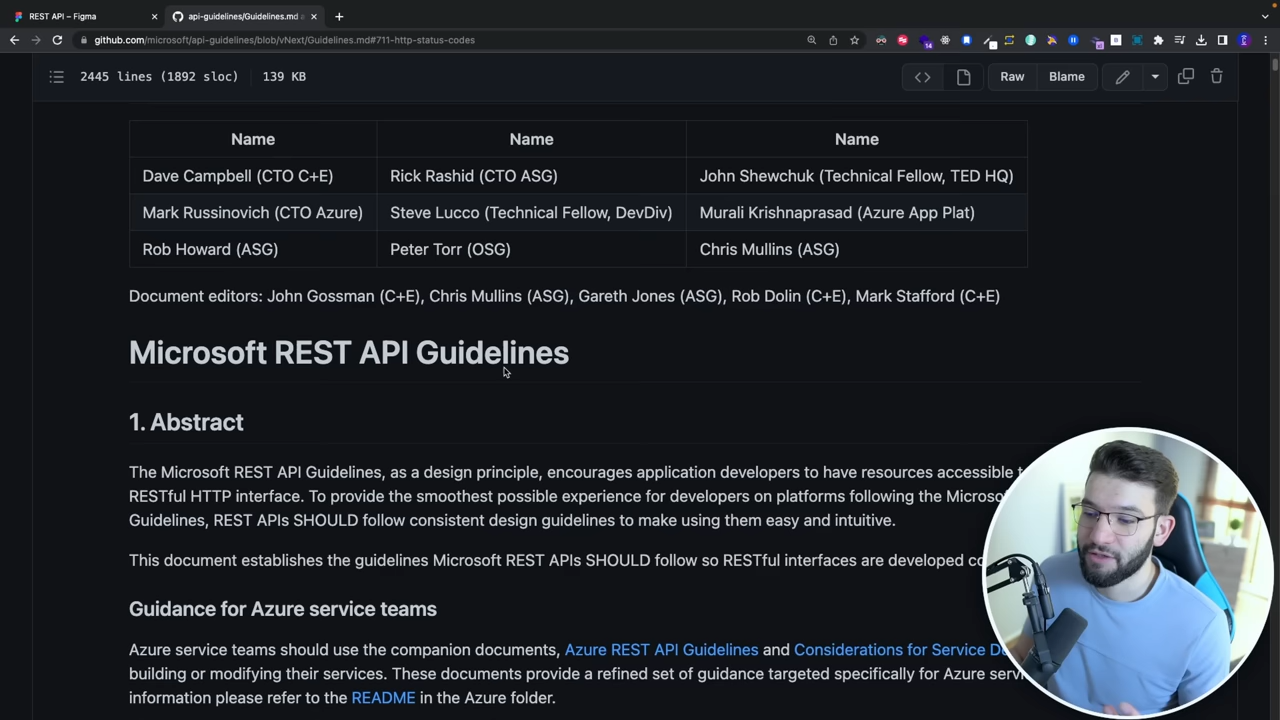 REST API – Figma
api-guidelines/Guidelines.md a
github.com/microsoft/api-guidelines/blob/vNext/Guidelines.md#711-http-status-codes
2445 lines (1892 sloc) 139 KB
Raw
Blame
Name Name Name
Dave Campbell (CTO C+E) Rick Rashid (CTO ASG) John Shewchuk (Technical Fellow, TED HQ)
Mark Russinovich (CTO Azure) Steve Lucco (Technical Fellow, DevDiv) Murali Krishnaprasad (Azure App Plat)
Rob Howard (ASG) Peter Torr (OSG) Chris Mullins (ASG)
Document editors: John Gossman (C+E), Chris Mullins (ASG), Gareth Jones (ASG), Rob Dolin (C+E), Mark Stafford (C+E)
Microsoft REST API Guidelines
1. Abstract
The Microsoft REST API Guidelines, as a design principle, encourages application developers to have resources accessible
RESTful HTTP interface. To provide the smoothest possible experience for developers on platforms following the Microso
Guidelines, REST APIs SHOULD follow consistent design guidelines to make using them easy and intuitive.
This document establishes the guidelines Microsoft REST APIs SHOULD follow so RESTful interfaces are developed co
Guidance for Azure service teams
Azure service teams should use the companion documents, Azure REST API Guidelines and Considerations for Service D
building or modifying their services. These documents provide a refined set of guidance targeted specifically for Azure servi
information please refer to the README in the Azure folder.